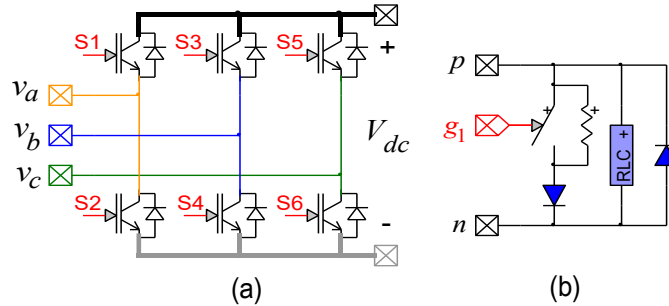 S1 S3 S5
+
v_a
v_b
v_c
V_dc
S2 S4 S6
-
(a)
p
g_1
+ +
RLC +
n
(b)